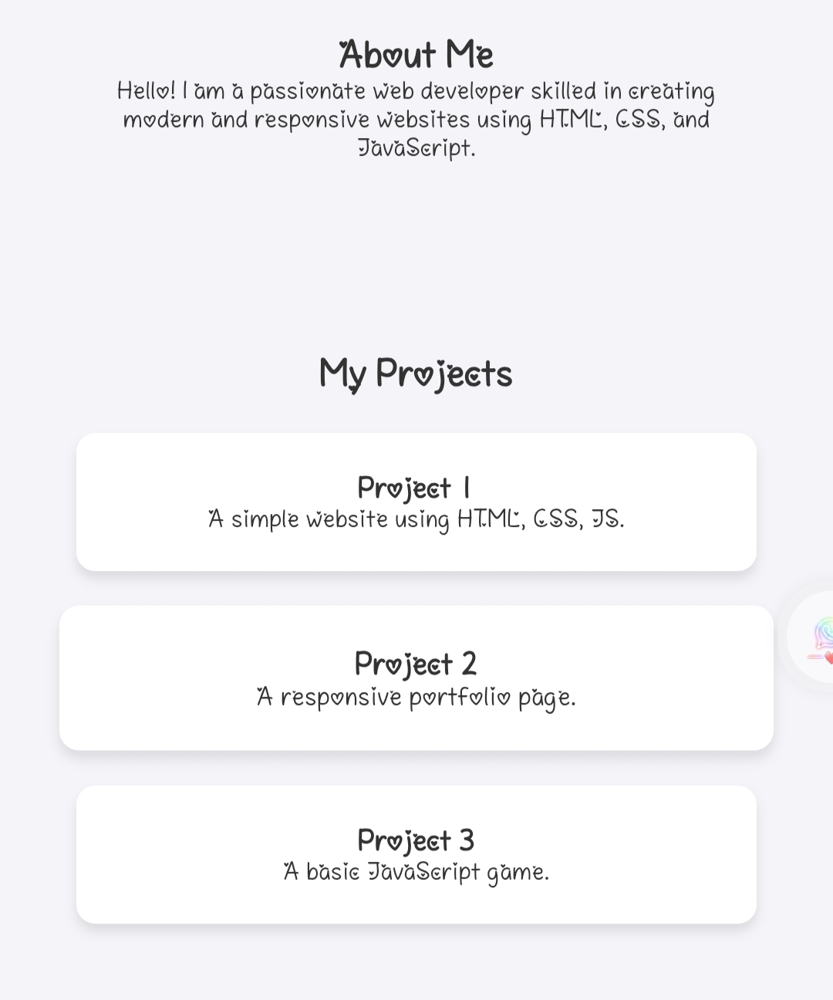 About Me
Hello! I am a passionate web developer skilled in creating
modern and responsive websites using HTML, CSS, and
JavaScript.
My Projects
Project 1
A simple website using HTML, CSS, JS.
Project 2
A responsive portfolio page.
Project 3
A basic JavaScript game.